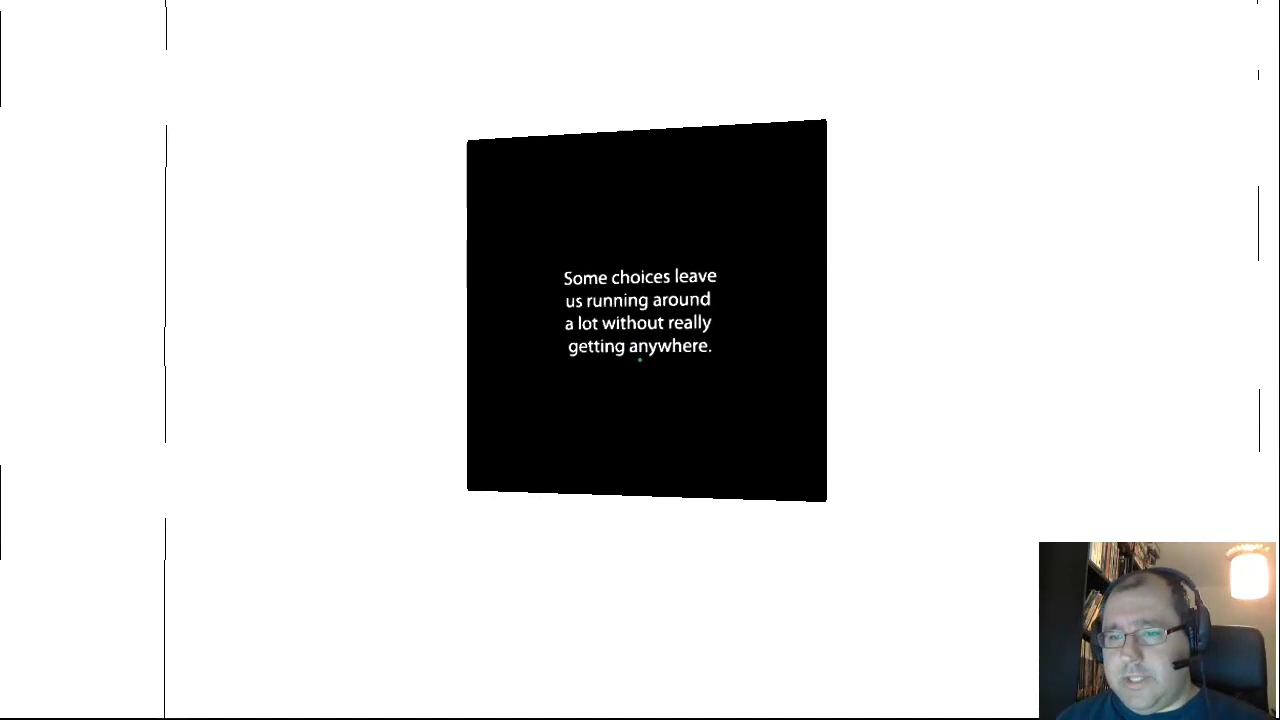 Some choices leave
us running around
a lot without really
getting anywhere.